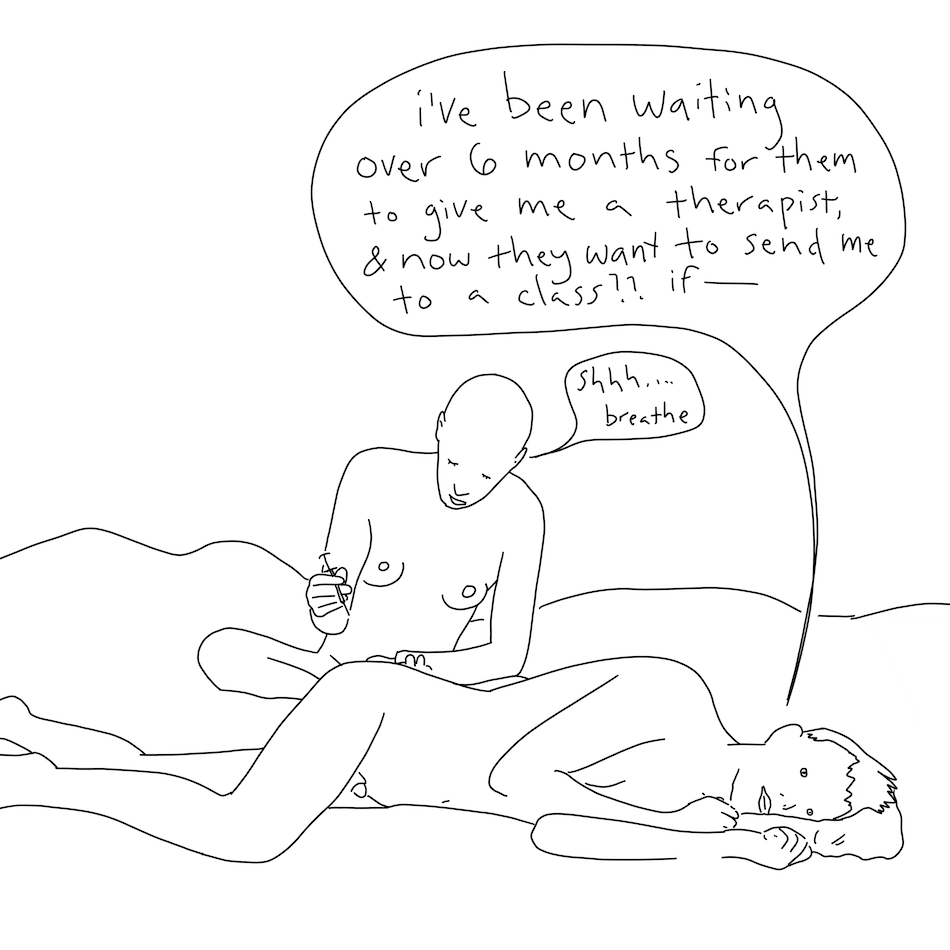 i've been waiting
over 6 months for them
to give me a therapist,
& now they want to send me
to a class?? if —
shhh....
breathe